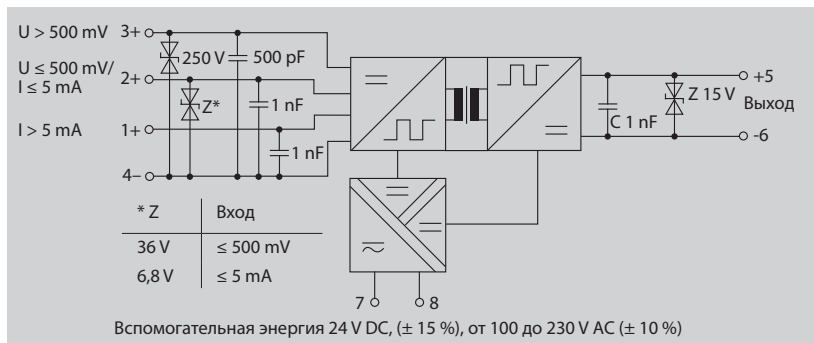 U > 500 mV 3+
250 V
500 pF
U ≤ 500 mV/
I ≤ 5 mA
2+
Z*
1 nF
I > 5 mA 1+
1 nF
4–
+5
Z 15 V
Выход
C 1 nF
-6
* Z Вход
36 V ≤ 500 mV
6,8 V ≤ 5 mA
7 8
Вспомогательная энергия 24 V DC, (± 15 %), от 100 до 230 V AC (± 10 %)